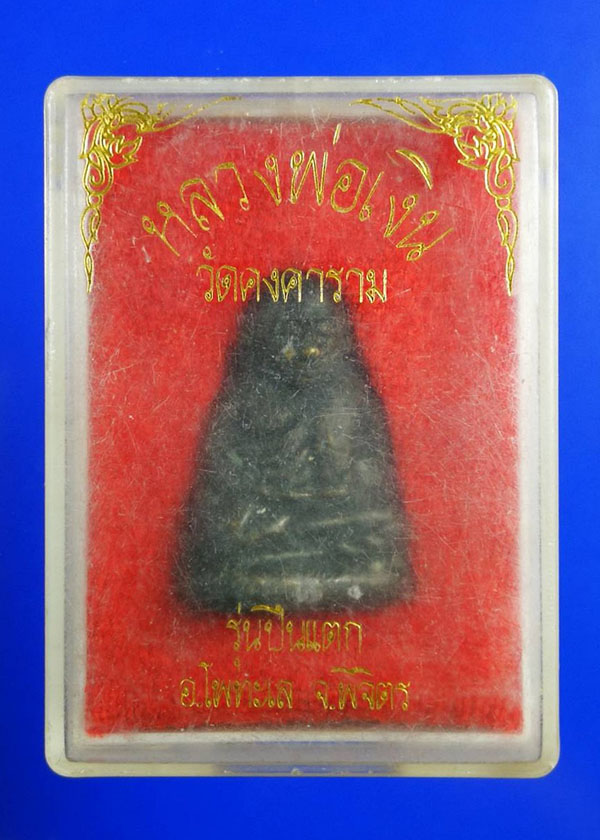 หลวงพ่อเงิน
วัดคงคาราม
รุ่นปืนแตก
อ.โพทะเล จ.พิจิตร